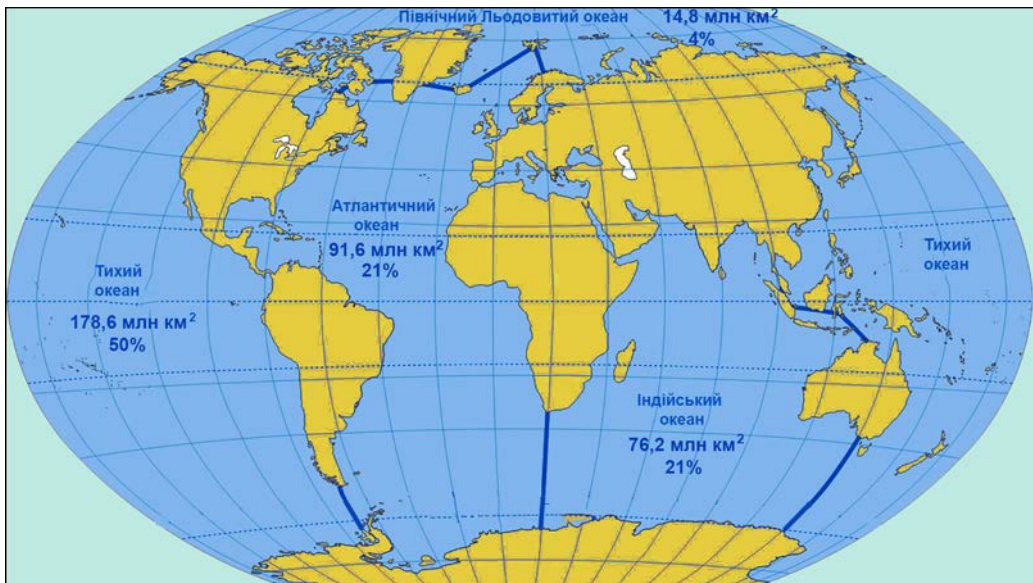 Північний Льодовитий океан
14,8 млн км²
4%
Атлантичний
океан
91,6 млн км²
21%
Тихий
океан
178,6 млн км²
50%
Тихий
океан
Індійський
океан
76,2 млн км²
21%